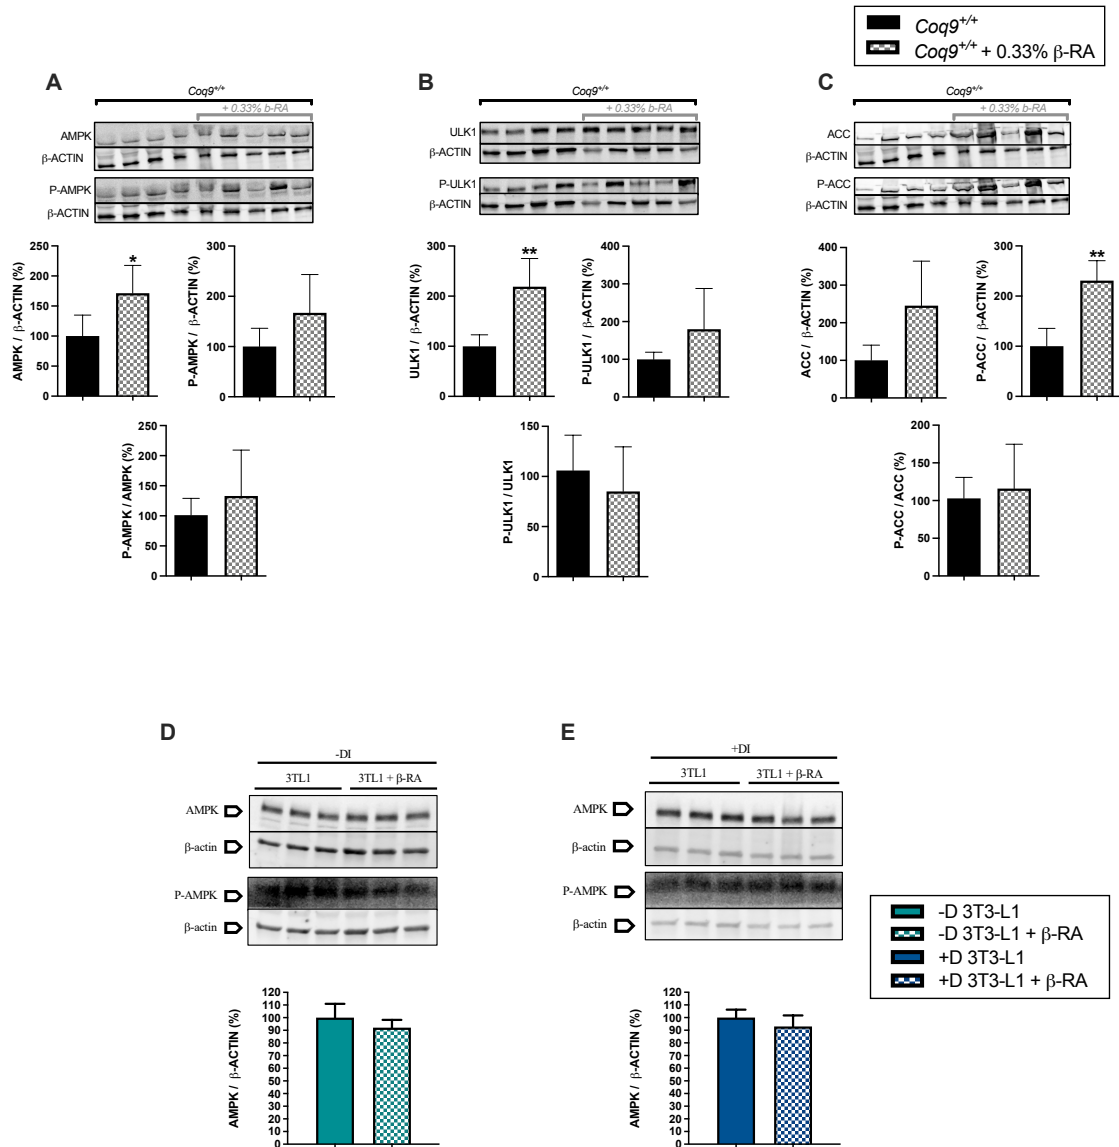 Coq9+/+
Coq9+/+ + 0.33% β-RA
A
Coq9+/+
+ 0.33% b-RA
AMPK
β-ACTIN
P-AMPK
β-ACTIN
B
Coq9+/+
+ 0.33% b-RA
ULK1
β-ACTIN
P-ULK1
β-ACTIN
C
Coq9+/+
+ 0.33% b-RA
ACC
β-ACTIN
P-ACC
β-ACTIN
AMPK / β-ACTIN (%)
250
200
150
100
50
0
*
P-AMPK / β-ACTIN (%)
300
200
100
0
ULK1 / β-ACTIN (%)
300
200
100
0
**
P-ULK1 / β-ACTIN (%)
400
300
200
100
0
ACC / β-ACTIN (%)
400
300
200
100
0
P-ACC / β-ACTIN (%)
300
200
100
0
**
P-AMPK / AMPK (%)
250
200
150
100
50
0
P-ULK1 / ULK1
150
100
50
0
P-ACC / ACC (%)
200
150
100
50
0
D
-DI
3TL1 3TL1 + β-RA
AMPK
β-actin
P-AMPK
β-actin
E
+DI
3TL1 3TL1 + β-RA
AMPK
β-actin
P-AMPK
β-actin
-D 3T3-L1
-D 3T3-L1 + β-RA
+D 3T3-L1
+D 3T3-L1 + β-RA
AMPK / β-ACTIN (%)
120
110
100
90
80
70
60
50
40
30
20
10
0
AMPK / β-ACTIN (%)
120
110
100
90
80
70
60
50
40
30
20
10
0